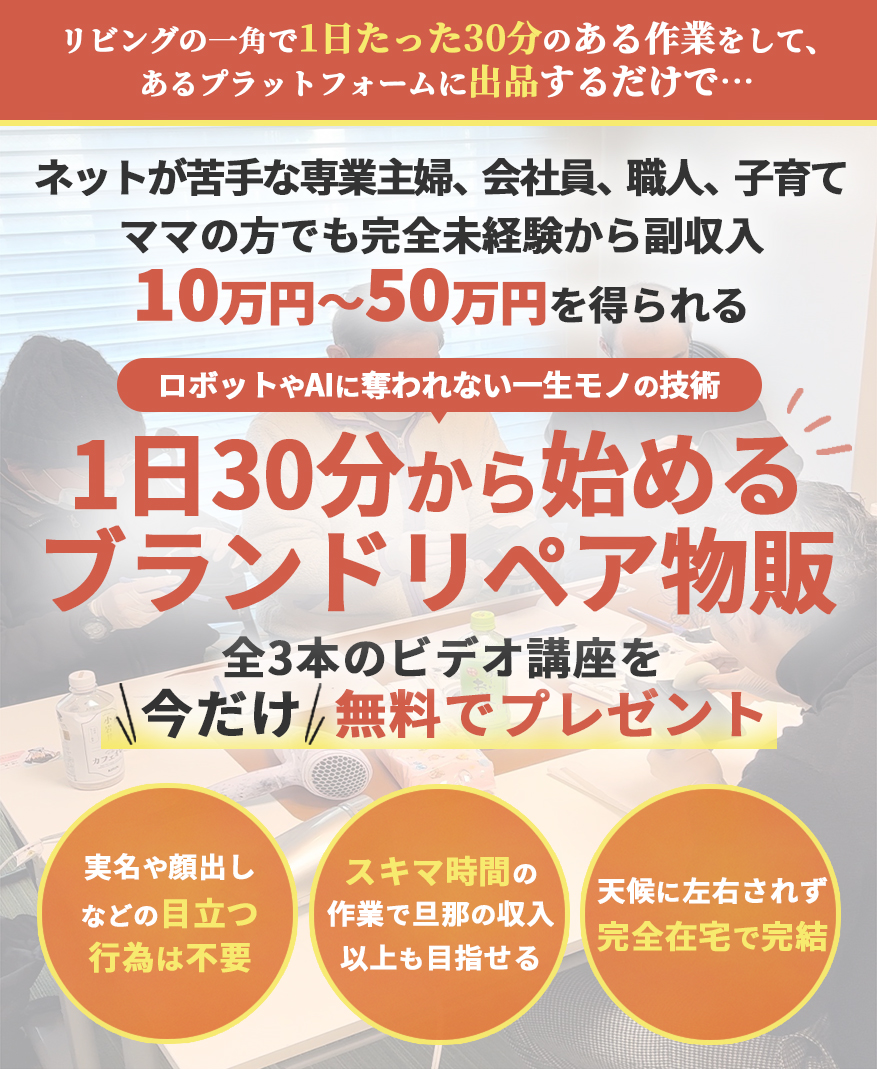 リビングの一角で1日たった30分のある作業をして、
あるプラットフォームに出品するだけで…
ネットが苦手な専業主婦、会社員、職人、子育て
ママの方でも完全未経験から副収入
10万円〜50万円を得られる
ロボットやAIに奪われない一生モノの技術
1日30分から始める
ブランドリペア物販
全3本のビデオ講座を
今だけ 無料でプレゼント
実名や顔出し
などの目立つ
行為は不要
スキマ時間の
作業で旦那の収入
以上も目指せる
天候に左右されず
完全在宅で完結